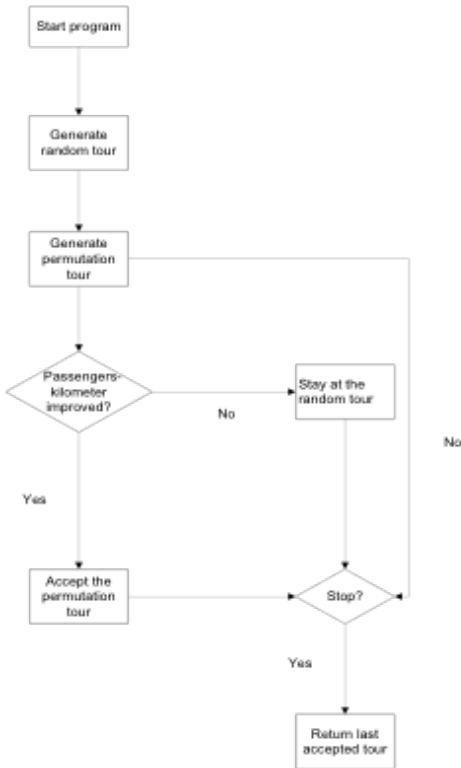 Start program
Generate
random tour
Generate
permutation
tour
Passengers-
kilometer
improved?
No
Stay at the
random tour
No
Yes
Accept the
permutation
tour
Stop?
Yes
Return last
accepted tour